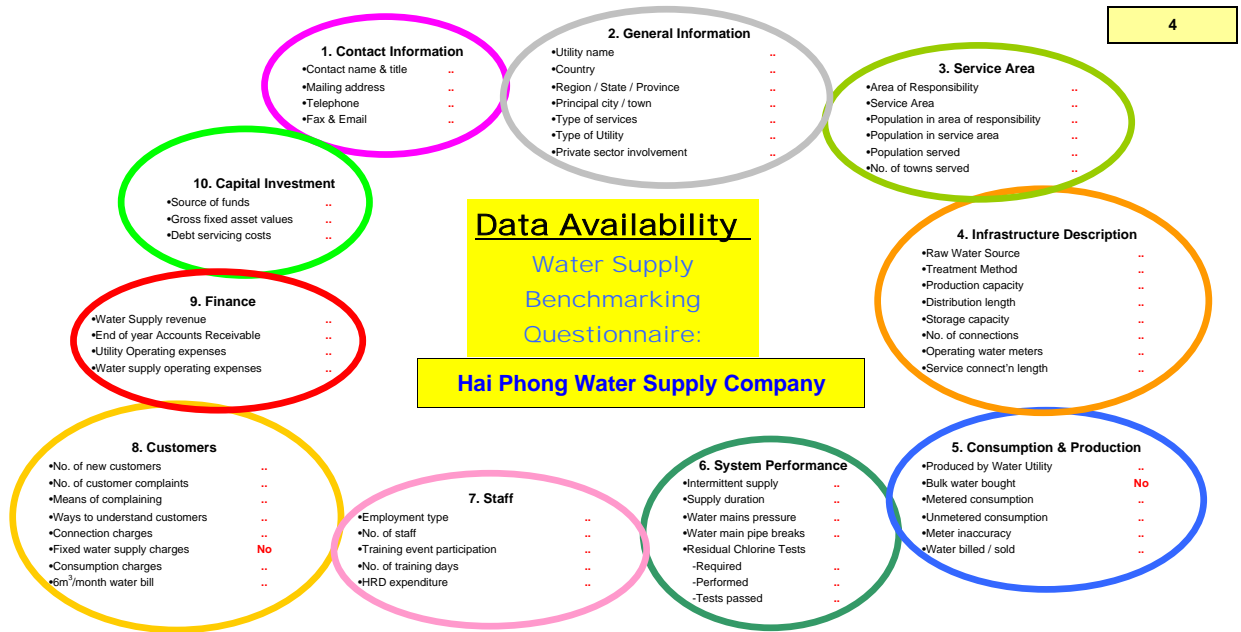 4
1. Contact Information
•Contact name & title ..
•Mailing address ..
•Telephone ..
•Fax & Email ..
2. General Information
•Utility name ..
•Country ..
•Region / State / Province ..
•Principal city / town ..
•Type of services ..
•Type of Utility ..
•Private sector involvement ..
3. Service Area
•Area of Responsibility ..
•Service Area ..
•Population in area of responsibility ..
•Population in service area ..
•Population served ..
•No. of towns served ..
10. Capital Investment
•Source of funds ..
•Gross fixed asset values ..
•Debt servicing costs ..
Data Availability
Water Supply
Benchmarking
Questionnaire:
Hai Phong Water Supply Company
4. Infrastructure Description
•Raw Water Source ..
•Treatment Method ..
•Production capacity ..
•Distribution length ..
•Storage capacity ..
•No. of connections ..
•Operating water meters ..
•Service connect'n length ..
9. Finance
•Water Supply revenue ..
•End of year Accounts Receivable ..
•Utility Operating expenses ..
•Water supply operating expenses ..
8. Customers
•No. of new customers ..
•No. of customer complaints ..
•Means of complaining ..
•Ways to understand customers ..
•Connection charges ..
•Fixed water supply charges No
•Consumption charges ..
•6m³/month water bill ..
7. Staff
•Employment type ..
•No. of staff ..
•Training event participation ..
•No. of training days ..
•HRD expenditure ..
6. System Performance
•Intermittent supply ..
•Supply duration ..
•Water mains pressure ..
•Water main pipe breaks ..
•Residual Chlorine Tests
-Required ..
-Performed ..
-Tests passed ..
5. Consumption & Production
•Produced by Water Utility ..
•Bulk water bought No
•Metered consumption ..
•Unmetered consumption ..
•Meter inaccuracy ..
•Water billed / sold ..